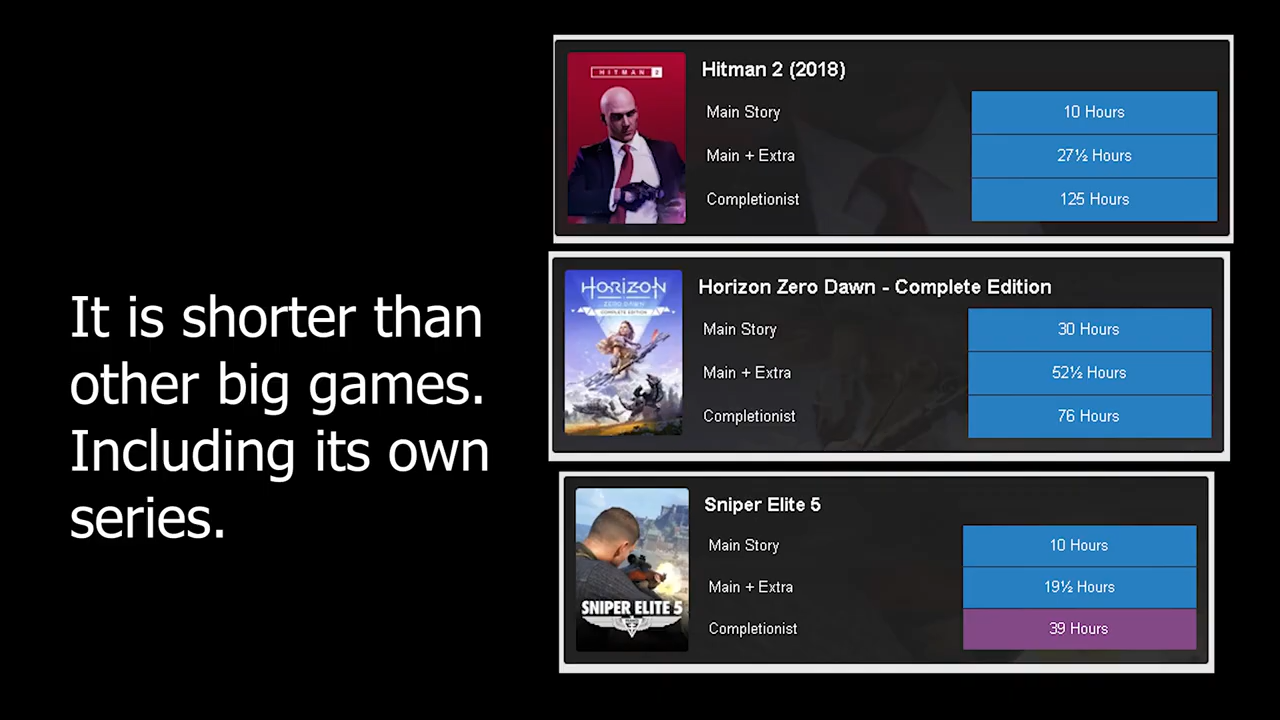 It is shorter than
other big games.
Including its own
series.
HITMAN 2
Hitman 2 (2018)
Main Story 10 Hours
Main + Extra 27½ Hours
Completionist 125 Hours
HORIZON
ZERO DAWN
COMPLETE EDITION
Horizon Zero Dawn - Complete Edition
Main Story 30 Hours
Main + Extra 52½ Hours
Completionist 76 Hours
SNIPER ELITE 5
Sniper Elite 5
Main Story 10 Hours
Main + Extra 19½ Hours
Completionist 39 Hours